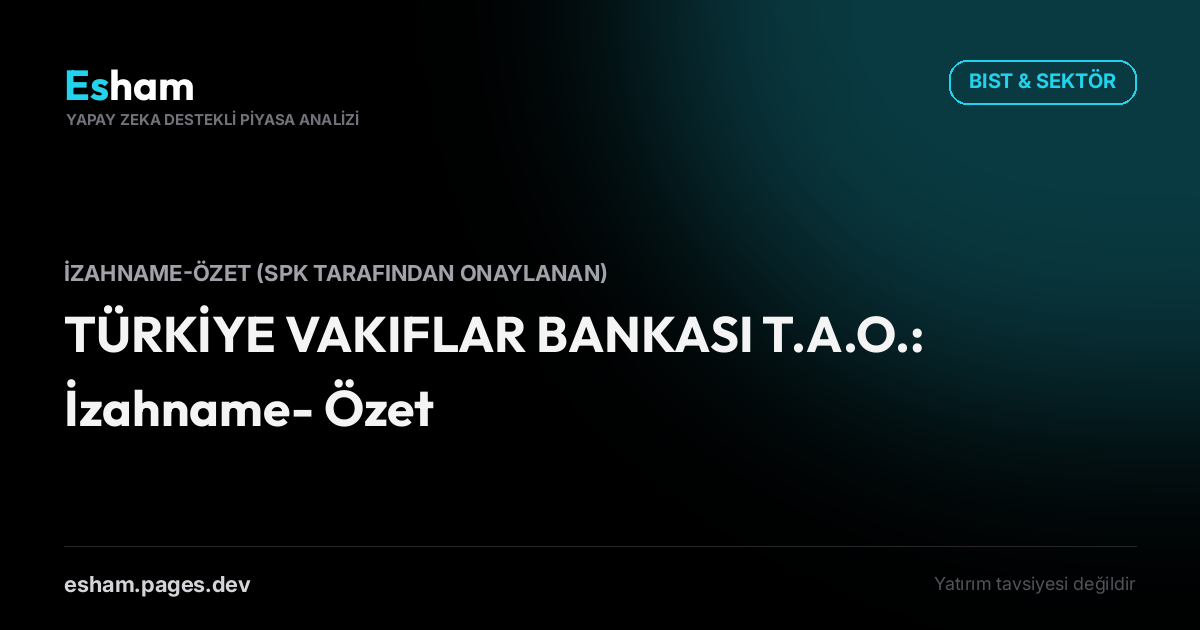 Esham
BIST & SEKTÖR
YAPAY ZEKA DESTEKLİ PİYASA ANALİZİ
İZAHNAME-ÖZET (SPK TARAFINDAN ONAYLANAN)
TÜRKİYE VAKIFLAR BANKASI T.A.O.:
İzahname- Özet
esham.pages.dev
Yatırım tavsiyesi değildir